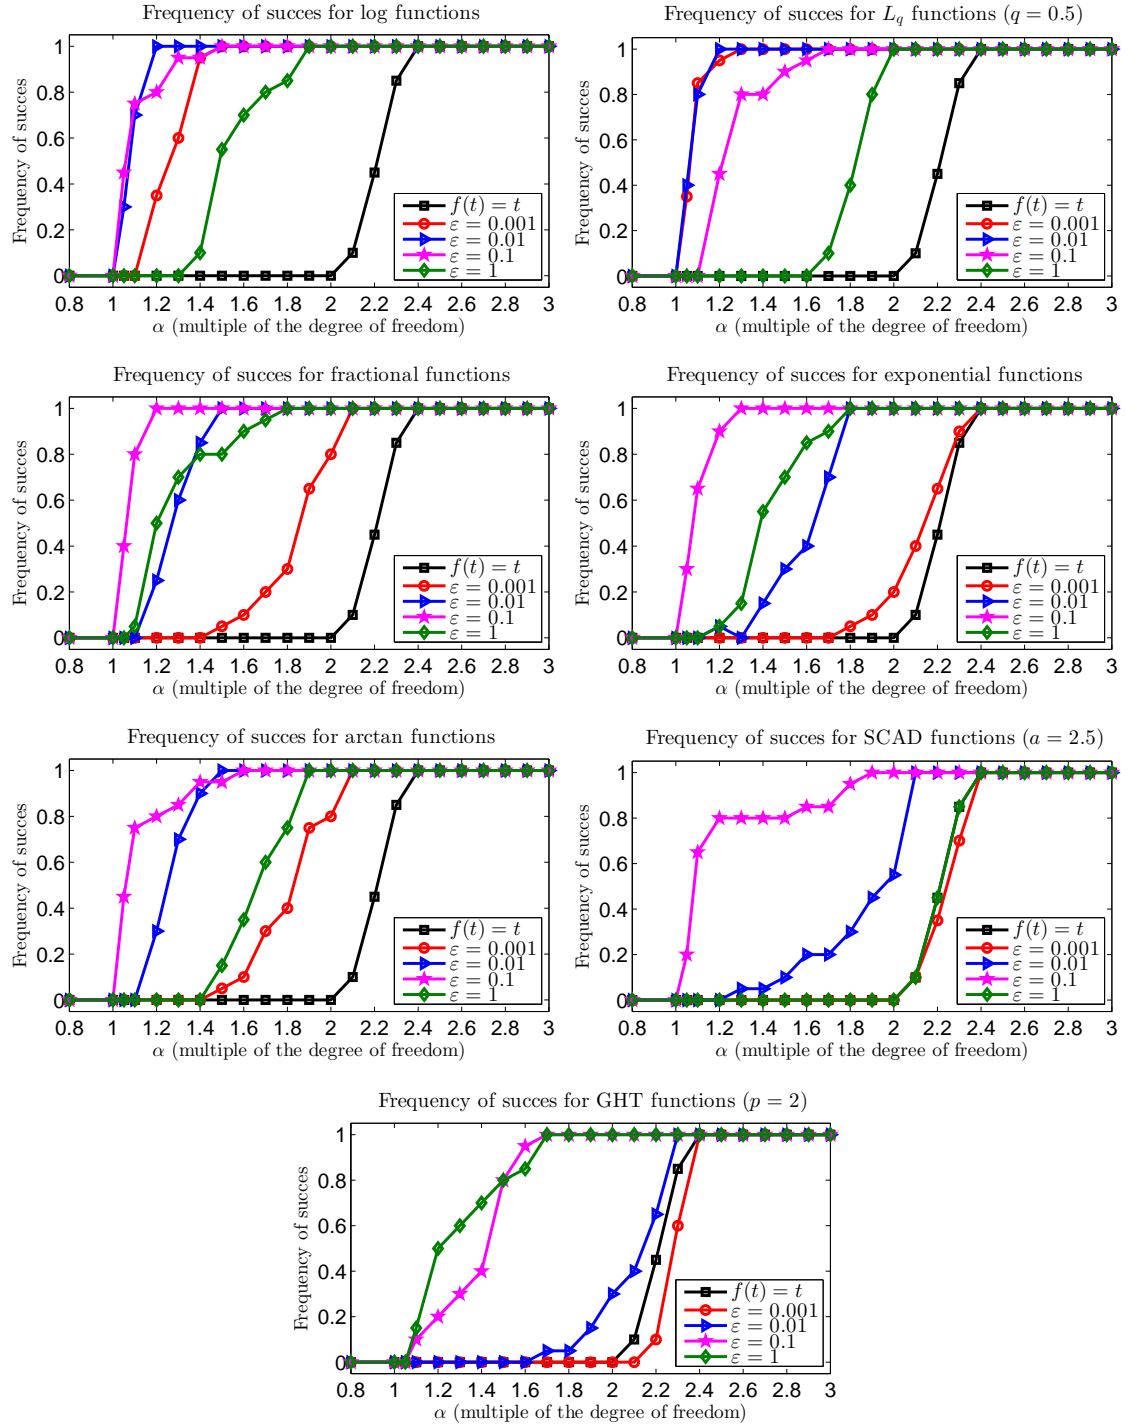 Frequency of succes for log functions
Frequency of succes
1
0.8
0.6
0.4
0.2
0
f(t) = t
ε = 0.001
ε = 0.01
ε = 0.1
ε = 1
0.8 1 1.2 1.4 1.6 1.8 2 2.2 2.4 2.6 2.8 3
α (multiple of the degree of freedom)
Frequency of succes for L_q functions (q = 0.5)
Frequency of succes
1
0.8
0.6
0.4
0.2
0
f(t) = t
ε = 0.001
ε = 0.01
ε = 0.1
ε = 1
0.8 1 1.2 1.4 1.6 1.8 2 2.2 2.4 2.6 2.8 3
α (multiple of the degree of freedom)
Frequency of succes for fractional functions
Frequency of succes
1
0.8
0.6
0.4
0.2
0
f(t) = t
ε = 0.001
ε = 0.01
ε = 0.1
ε = 1
0.8 1 1.2 1.4 1.6 1.8 2 2.2 2.4 2.6 2.8 3
α (multiple of the degree of freedom)
Frequency of succes for exponential functions
Frequency of succes
1
0.8
0.6
0.4
0.2
0
f(t) = t
ε = 0.001
ε = 0.01
ε = 0.1
ε = 1
0.8 1 1.2 1.4 1.6 1.8 2 2.2 2.4 2.6 2.8 3
α (multiple of the degree of freedom)
Frequency of succes for arctan functions
Frequency of succes
1
0.8
0.6
0.4
0.2
0
f(t) = t
ε = 0.001
ε = 0.01
ε = 0.1
ε = 1
0.8 1 1.2 1.4 1.6 1.8 2 2.2 2.4 2.6 2.8 3
α (multiple of the degree of freedom)
Frequency of succes for SCAD functions (a = 2.5)
Frequency of succes
1
0.8
0.6
0.4
0.2
0
f(t) = t
ε = 0.001
ε = 0.01
ε = 0.1
ε = 1
0.8 1 1.2 1.4 1.6 1.8 2 2.2 2.4 2.6 2.8 3
α (multiple of the degree of freedom)
Frequency of succes for GHT functions (p = 2)
Frequency of succes
1
0.8
0.6
0.4
0.2
0
f(t) = t
ε = 0.001
ε = 0.01
ε = 0.1
ε = 1
0.8 1 1.2 1.4 1.6 1.8 2 2.2 2.4 2.6 2.8 3
α (multiple of the degree of freedom)